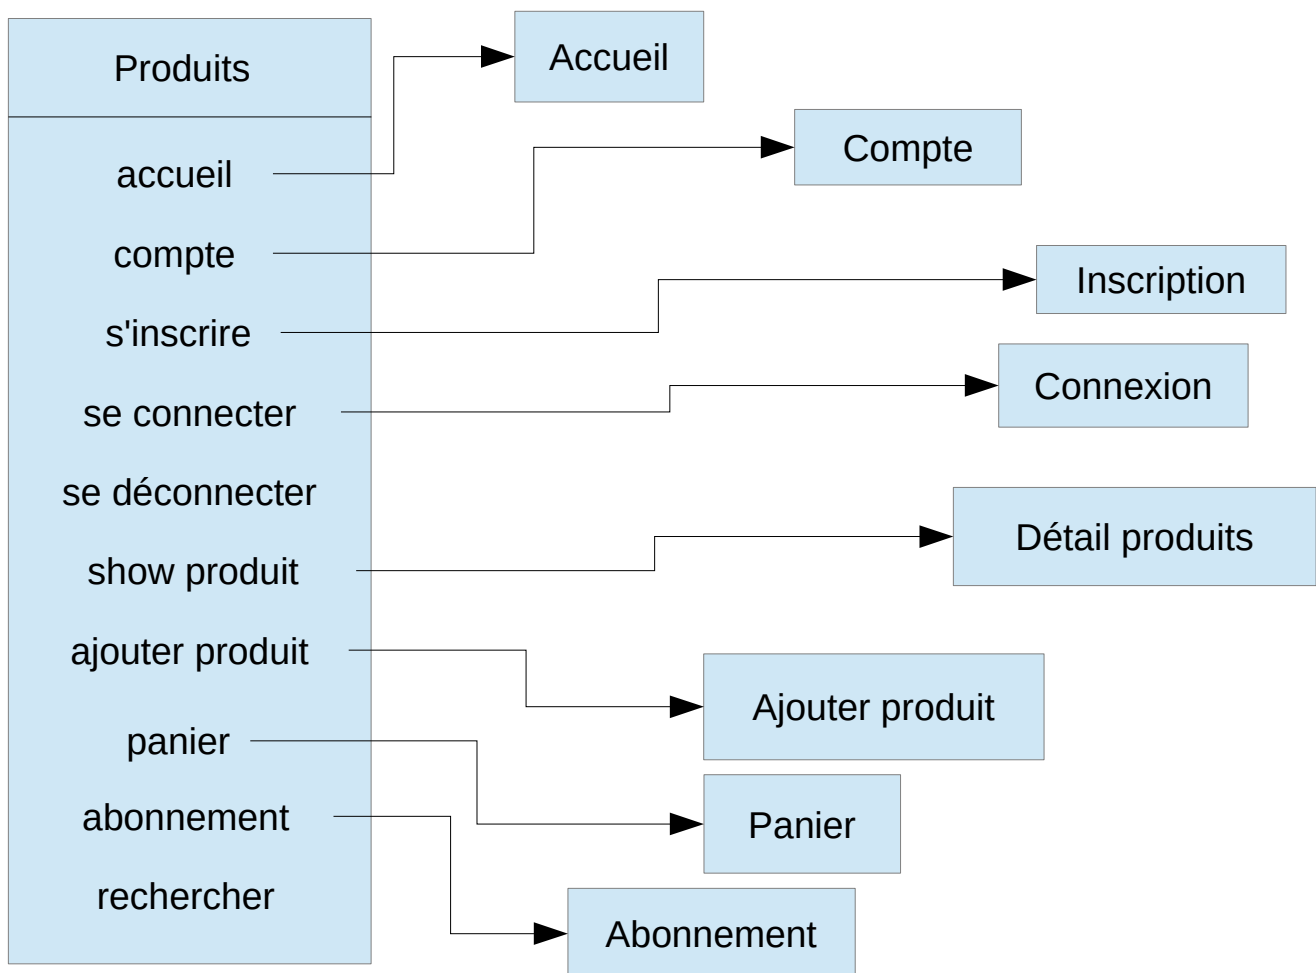 Produits
accueil
compte
s'inscrire
se connecter
se déconnecter
show produit
ajouter produit
panier
abonnement
rechercher
Accueil
Compte
Inscription
Connexion
Détail produits
Ajouter produit
Panier
Abonnement